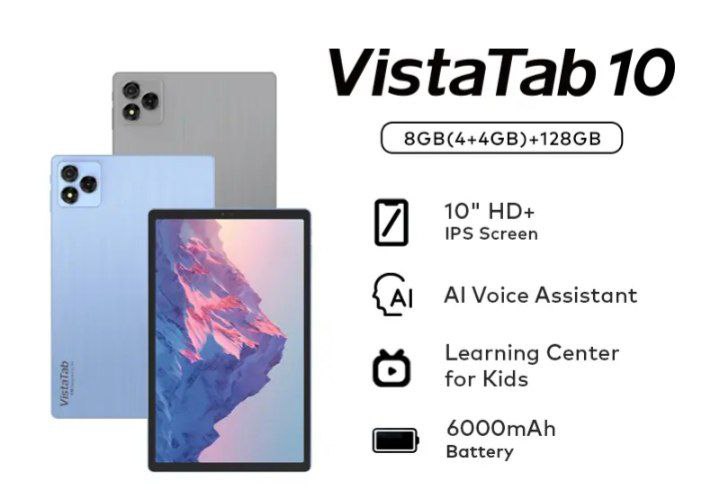 VistaTab 10
8GB(4+4GB)+128GB
10" HD+
IPS Screen
AI
AI Voice Assistant
Learning Center
for Kids
6000mAh
Battery
VistaTab